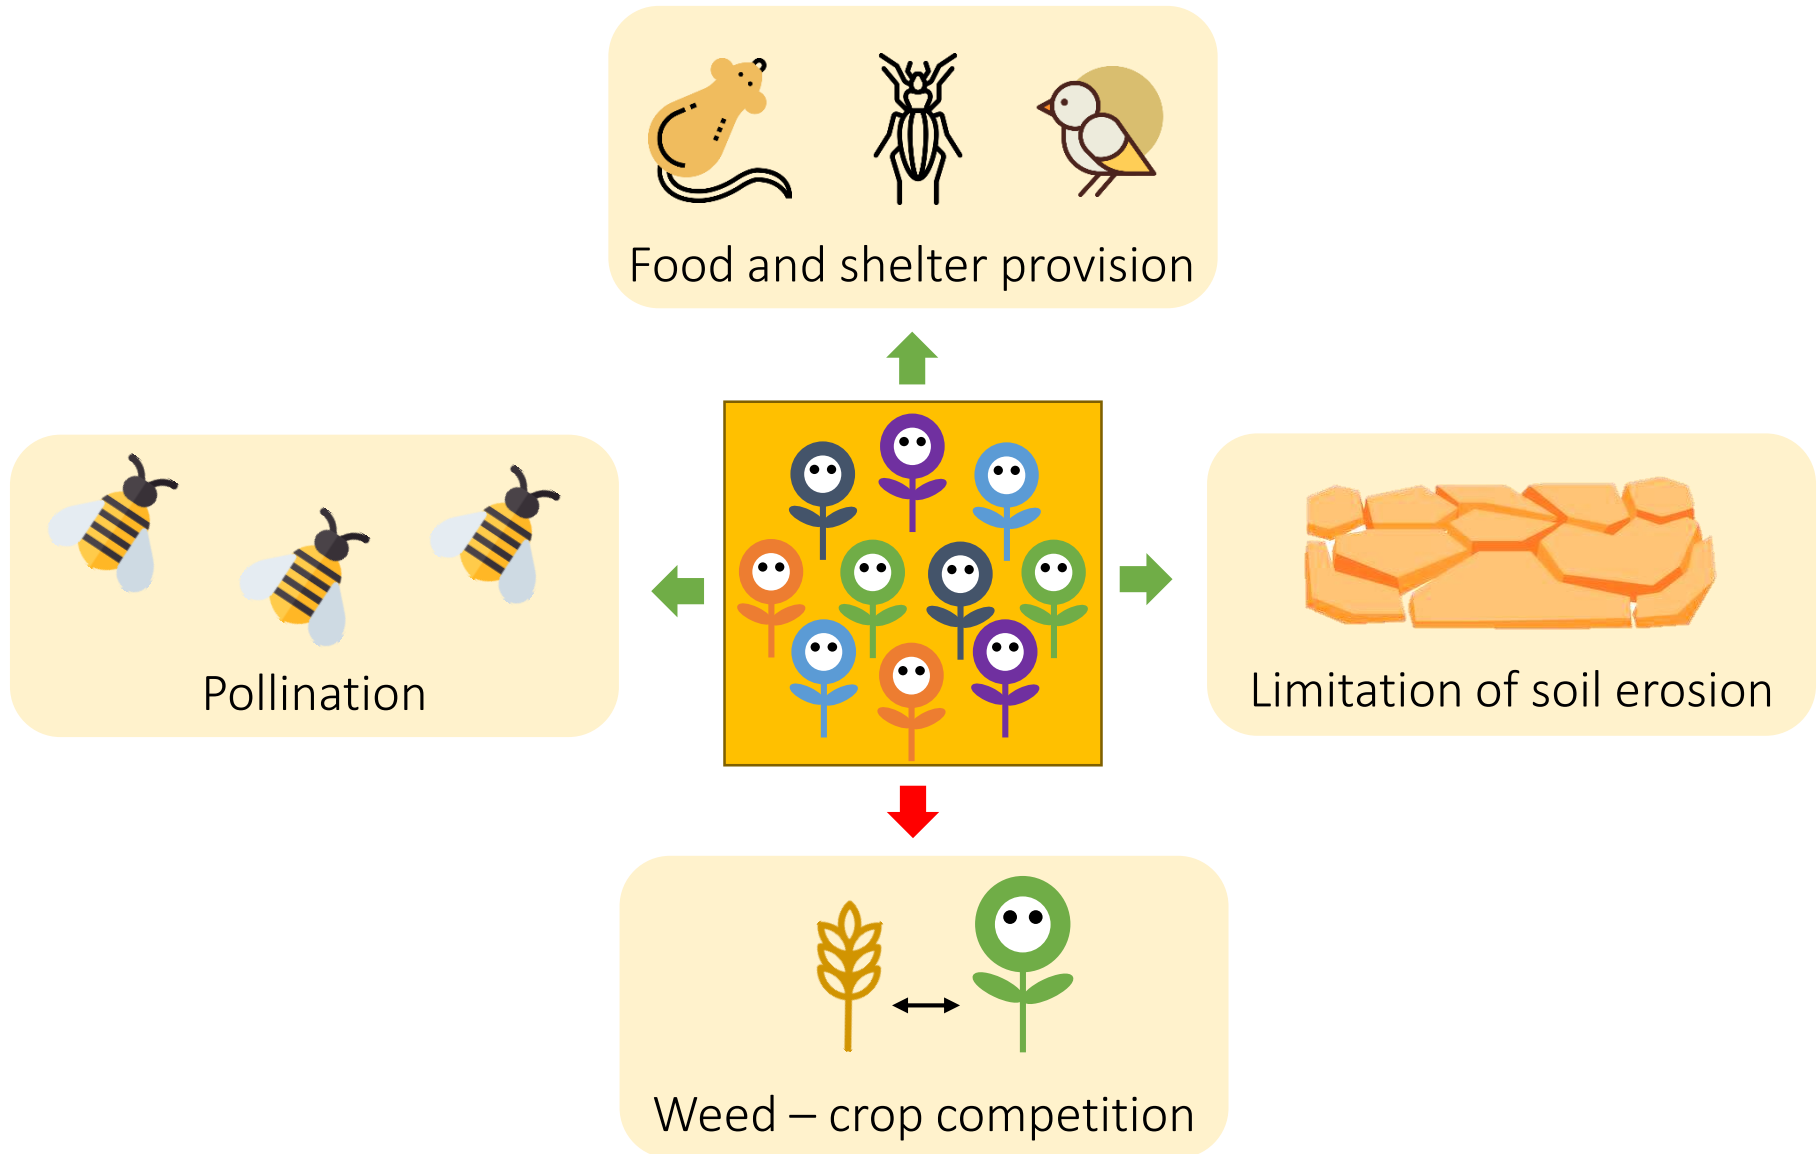 Food and shelter provision
Pollination
Limitation of soil erosion
Weed – crop competition